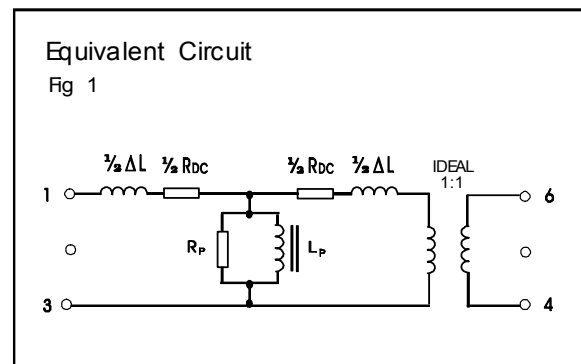 Equivalent Circuit
Fig 1
½ ΔL ½ RDC ½ RDC ½ ΔL
IDEAL
1:1
1 6
RP LP
3 4